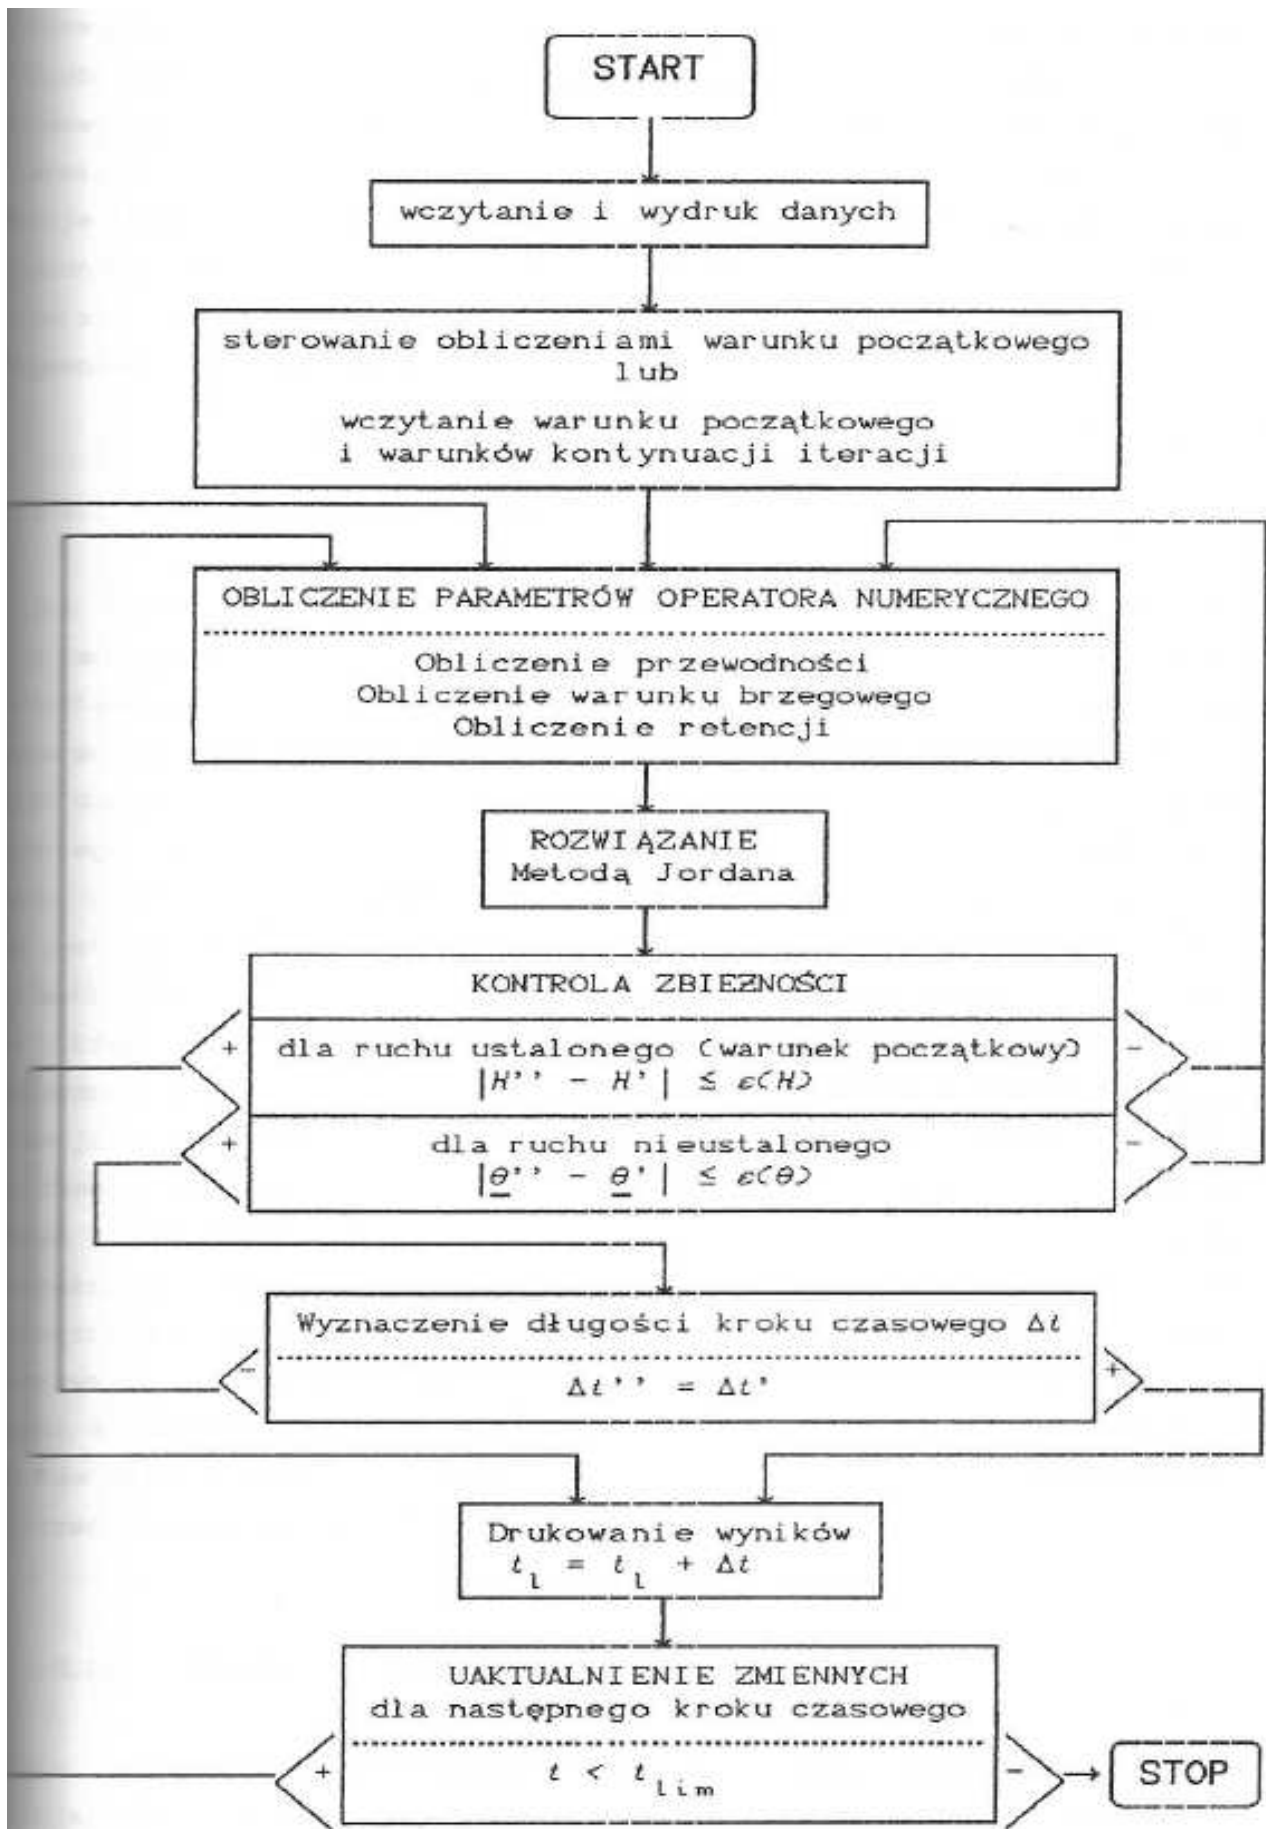 START
wczytanie i wydruk danych
sterowanie obliczeniami warunku początkowego
lub
wczytanie warunku początkowego
i warunków kontynuacji iteracji
OBLICZENIE PARAMETRÓW OPERATORA NUMERYCZNEGO
Obliczenie przewodności
Obliczenie warunku brzegowego
Obliczenie retencji
ROZWIĄZANIE
Metodą Jordana
KONTROLA ZBIEŻNOŚCI
+ dla ruchu ustalonego (warunek początkowy) -
|H'' - H'| ≤ ε(H)
+ dla ruchu nieustalonego -
|θ'' - θ'| ≤ ε(θ)
Wyznaczenie długości kroku czasowego Δt
- Δt'' = Δt' +
Drukowanie wyników
t_l = t_l + Δt
UAKTUALNIENIE ZMIENNYCH
dla następnego kroku czasowego
+ t < t_lim - STOP